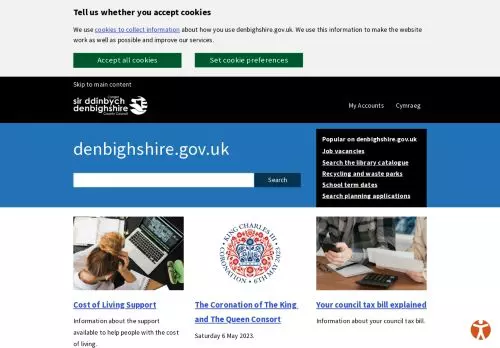 Tell us whether you accept cookies
We use cookies to collect information about how you use denbighshire.gov.uk. We use this information to make the website
work as well as possible and improve our services.
Accept all cookies Set cookie preferences
Skip to main content
Cyngor
sir ddinbych
denbighshire
County Council
My Accounts Cymraeg
denbighshire.gov.uk
Search
Popular on denbighshire.gov.uk
Job vacancies
Search the library catalogue
Recycling and waste parks
School term dates
Search planning applications
KING CHARLES III
CORONATION
6TH MAY 2023
Cost of Living Support
Information about the support
available to help people with the cost
of living.
The Coronation of The King
and The Queen Consort
Saturday 6 May 2023.
Your council tax bill explained
Information about your council tax bill.